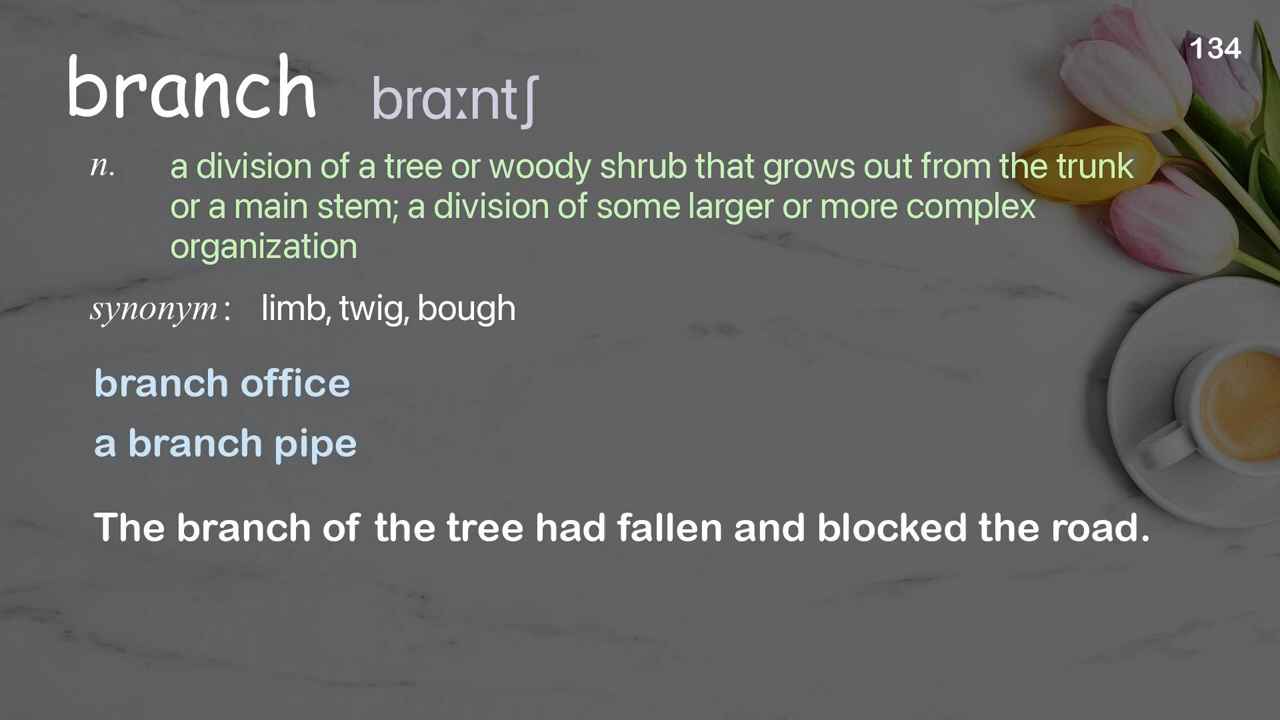 134
branch brɑːntʃ
n. a division of a tree or woody shrub that grows out from the trunk
or a main stem; a division of some larger or more complex
organization
synonym: limb, twig, bough
branch office
a branch pipe
The branch of the tree had fallen and blocked the road.